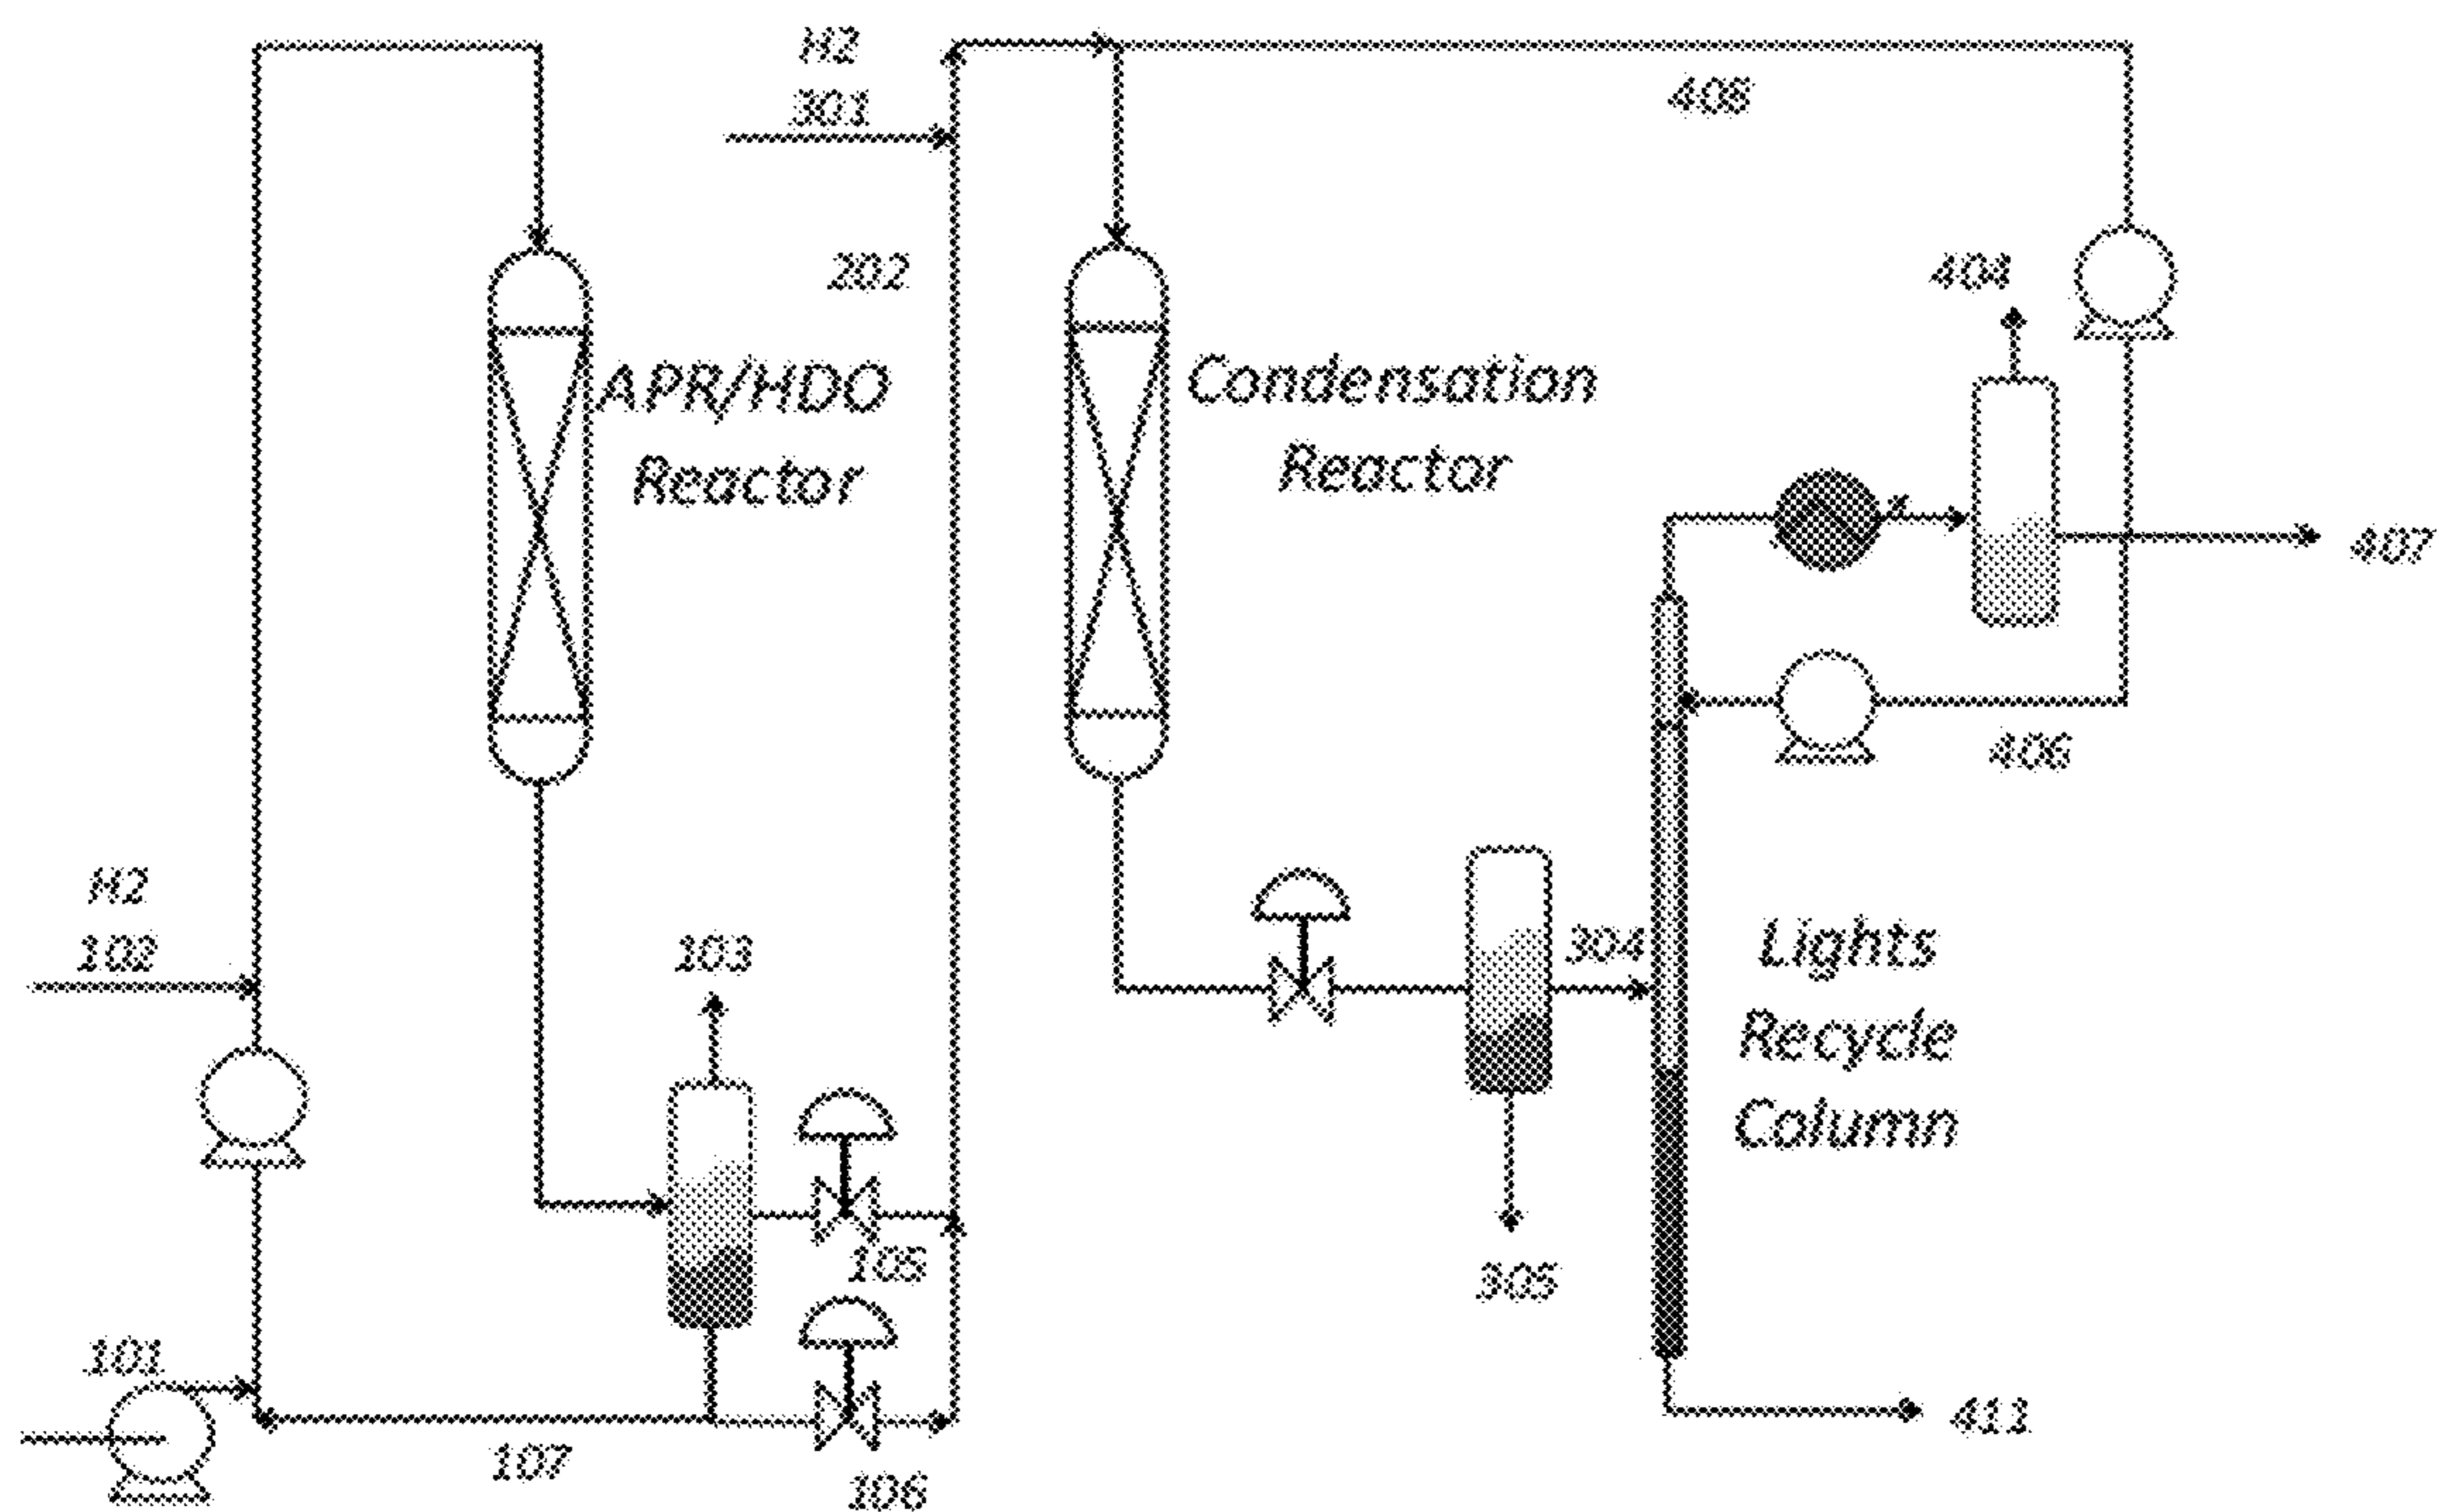 H2
301
408
202
404
APR/HDO
Reactor
Condensation
Reactor
407
406
H2
102
103
304
Lights
Recycle
Column
105
305
101
411
107
106